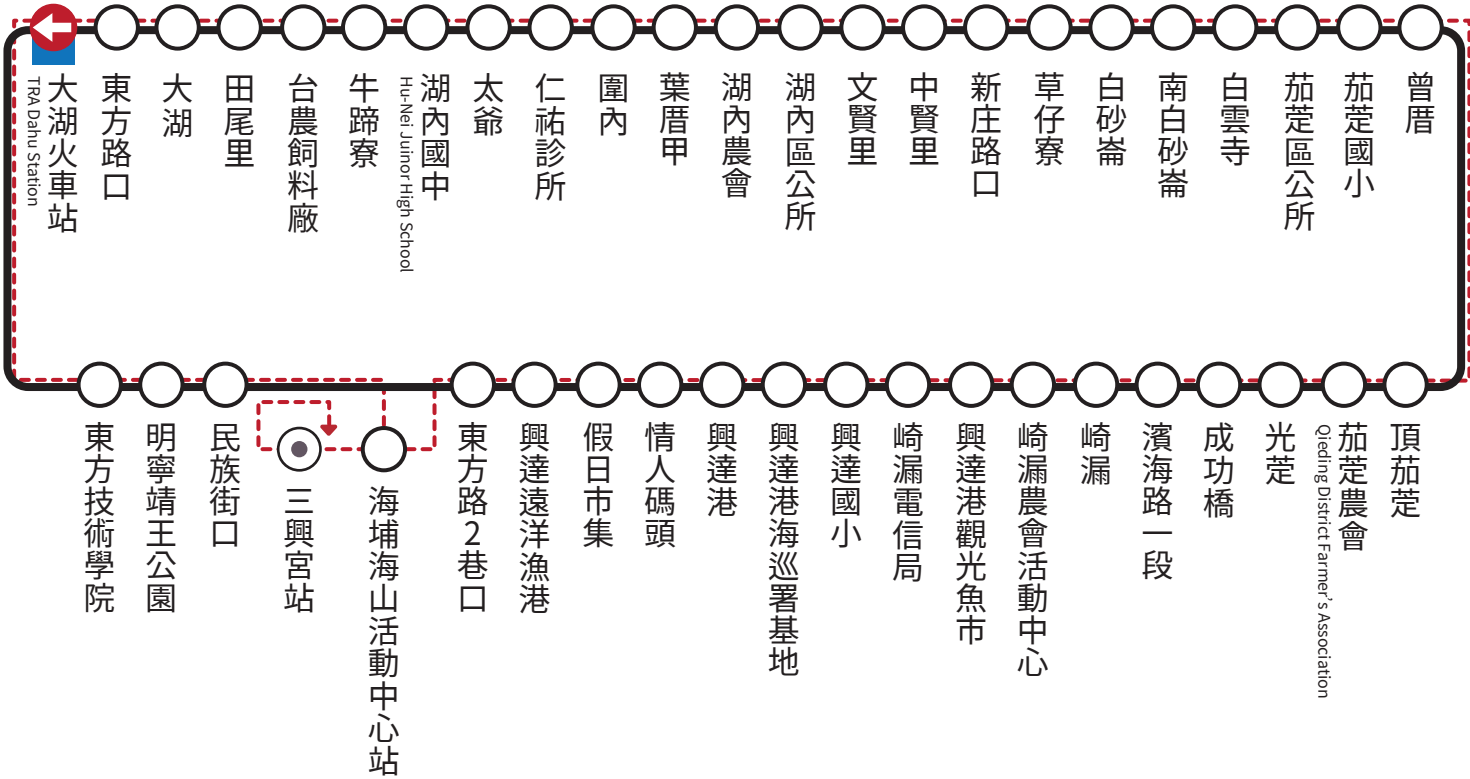 大湖火車站
TRA Dahu Station
東方路口
大湖
田尾里
台農飼料廠
牛蹄寮
湖內國中
Hu-Nei Juinor High School
太爺
仁祐診所
圍內
葉厝甲
湖內農會
湖內區公所
文賢里
中賢里
新庄路口
草仔寮
白砂崙
南白砂崙
白雲寺
茄萣區公所
茄萣國小
曾厝
東方技術學院
明寧靖王公園
民族街口
三興宮站
海埔海山活動中心站
東方路2巷口
興達遠洋漁港
假日市集
情人碼頭
興達港
興達港海巡署基地
興達國小
崎漏電信局
興達港觀光魚市
崎漏農會活動中心
崎漏
濱海路一段
成功橋
光萣
茄萣農會
Qieding District Farmer's Association
頂茄萣